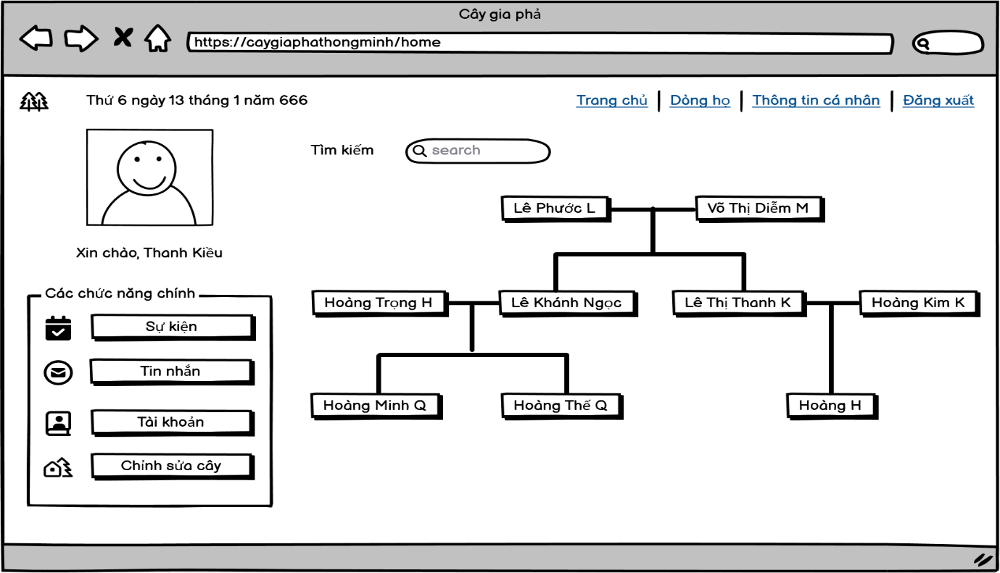 Cây gia phả
https://caygiaphathongminh/home
Thứ 6 ngày 13 tháng 1 năm 666
Trang chủ
Dòng họ
Thông tin cá nhân
Đăng xuất
Tìm kiếm
search
Xin chào, Thanh Kiều
Các chức năng chính
Sự kiện
Tin nhắn
Tài khoản
Chỉnh sửa cây
Lê Phước L
Võ Thị Diễm M
Hoàng Trọng H
Lê Khánh Ngọc
Lê Thị Thanh K
Hoàng Kim K
Hoàng Minh Q
Hoàng Thế Q
Hoàng H